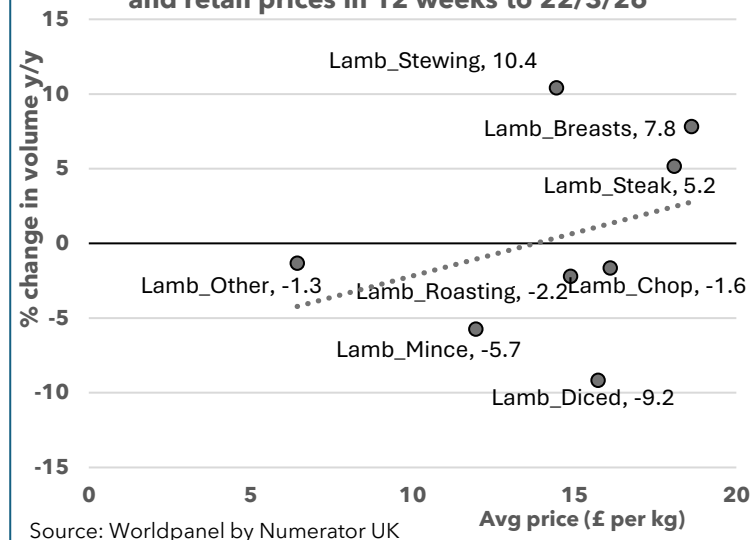 and retail prices in 12 weeks to 22/3/26
% change in volume y/y
15
10
5
0
-5
-10
-15
Lamb_Stewing, 10.4
Lamb_Breasts, 7.8
Lamb_Steak, 5.2
Lamb_Other, -1.3
Lamb_Roasting, -2.2
Lamb_Chop, -1.6
Lamb_Mince, -5.7
Lamb_Diced, -9.2
0 5 10 15 20
Avg price (£ per kg)
Source: Worldpanel by Numerator UK